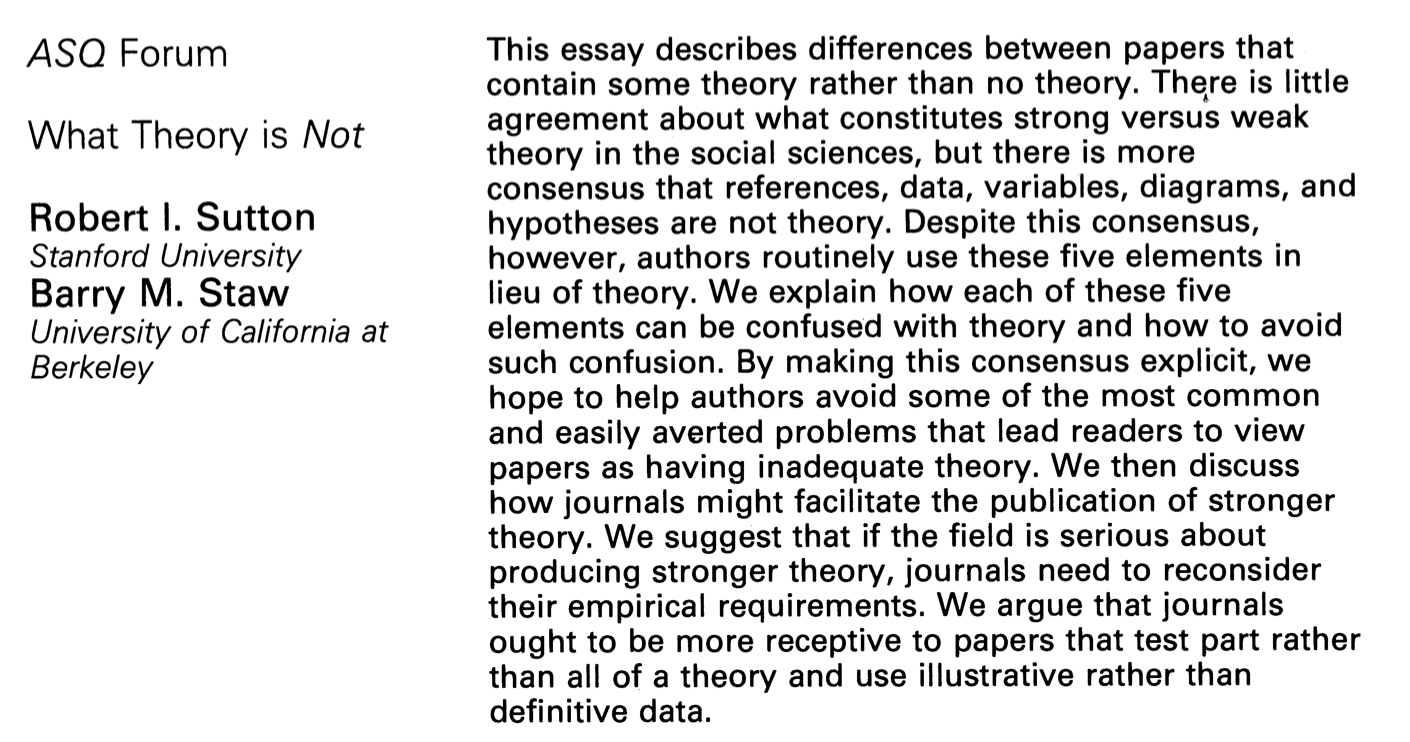 ASQ Forum
What Theory is Not
Robert I. Sutton
Stanford University
Barry M. Staw
University of California at
Berkeley
This essay describes differences between papers that
contain some theory rather than no theory. There is little
agreement about what constitutes strong versus weak
theory in the social sciences, but there is more
consensus that references, data, variables, diagrams, and
hypotheses are not theory. Despite this consensus,
however, authors routinely use these five elements in
lieu of theory. We explain how each of these five
elements can be confused with theory and how to avoid
such confusion. By making this consensus explicit, we
hope to help authors avoid some of the most common
and easily averted problems that lead readers to view
papers as having inadequate theory. We then discuss
how journals might facilitate the publication of stronger
theory. We suggest that if the field is serious about
producing stronger theory, journals need to reconsider
their empirical requirements. We argue that journals
ought to be more receptive to papers that test part rather
than all of a theory and use illustrative rather than
definitive data.